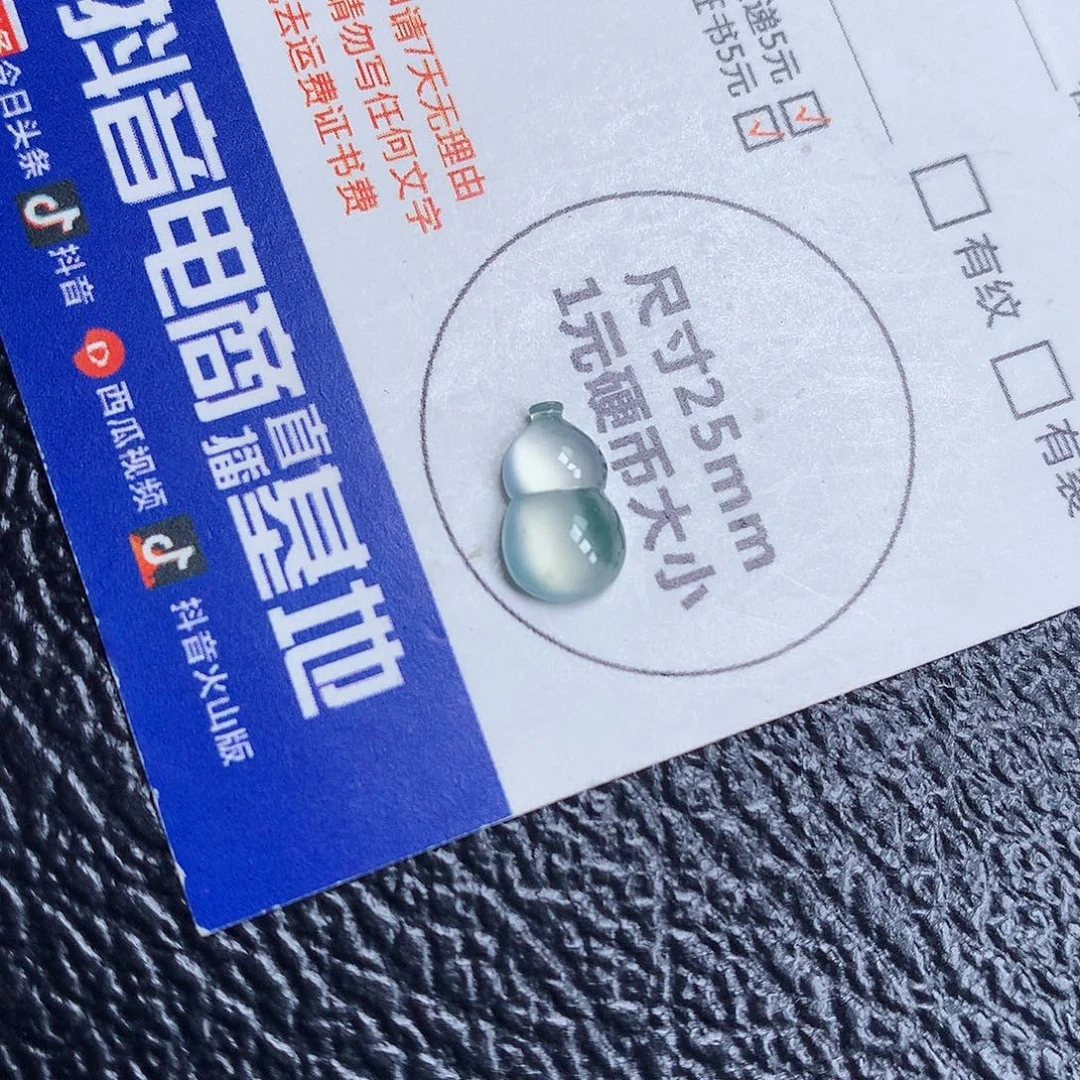 抖音电商直播基地
今日头条
抖音
西瓜视频
抖音火山版
请7天无理由
请勿写任何文字
去运费证书费
递5元
证书5元
尺寸25mm
1元硬币大小
有纹
有裂